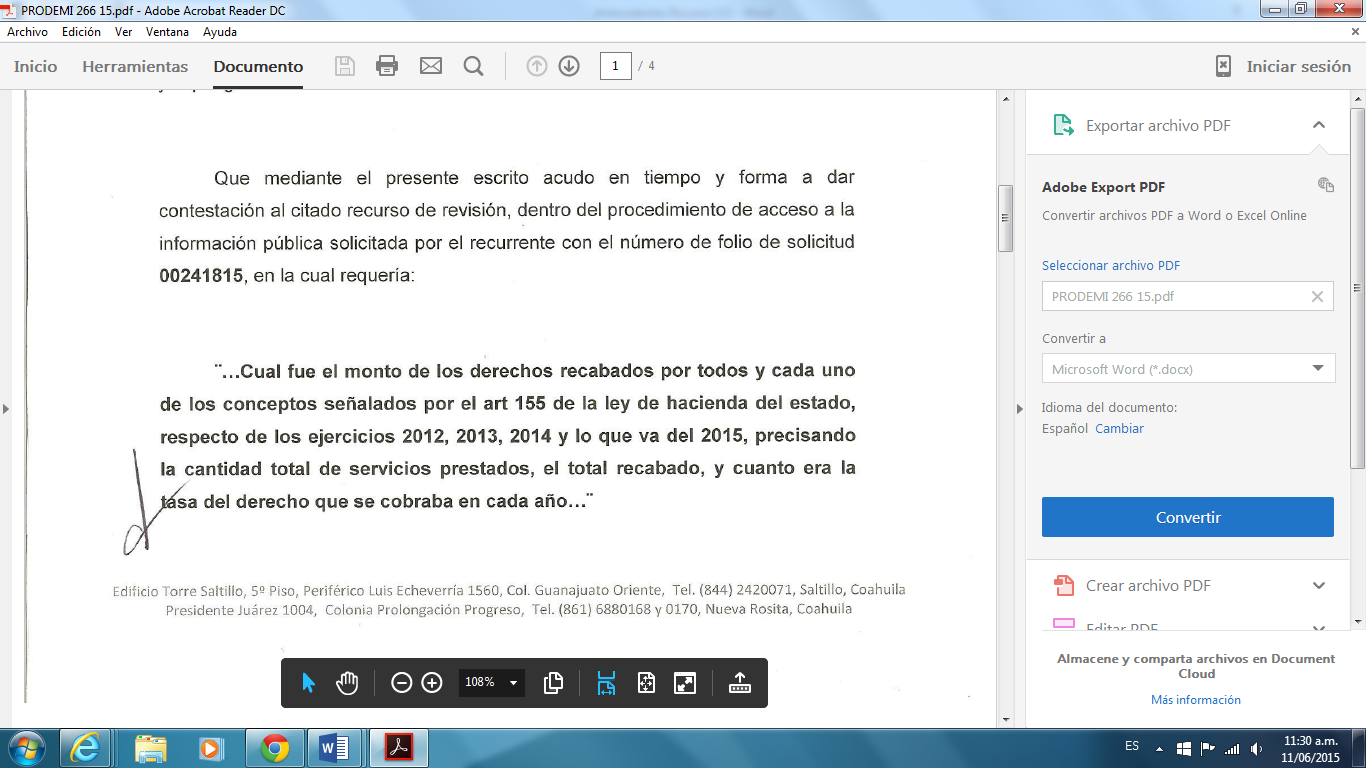 PRODEMI 266 15.pdf - Adobe Acrobat Reader DC
Archivo Edición Ver Ventana Ayuda
Inicio Herramientas Documento 1 / 4 Iniciar sesión
Que mediante el presente escrito acudo en tiempo y forma a dar
contestación al citado recurso de revisión, dentro del procedimiento de acceso a la
información pública solicitada por el recurrente con el número de folio de solicitud
00241815, en la cual requería:
¨…Cual fue el monto de los derechos recabados por todos y cada uno
de los conceptos señalados por el art 155 de la ley de hacienda del estado,
respecto de los ejercicios 2012, 2013, 2014 y lo que va del 2015, precisando
la cantidad total de servicios prestados, el total recabado, y cuanto era la
tasa del derecho que se cobraba en cada año…¨
Edificio Torre Saltillo, 5º Piso, Periférico Luis Echeverría 1560, Col. Guanajuato Oriente, Tel. (844) 2420071, Saltillo, Coahuila
Presidente Juárez 1004, Colonia Prolongación Progreso, Tel. (861) 6880168 y 0170, Nueva Rosita, Coahuila
108%
Exportar archivo PDF
Adobe Export PDF
Convertir archivos PDF a Word o Excel Online
Seleccionar archivo PDF
PRODEMI 266 15.pdf
Convertir a
Microsoft Word (*.docx)
Idioma del documento:
Español Cambiar
Convertir
Crear archivo PDF
Editar PDF
Almacene y comparta archivos en Document
Cloud
Más información
ES
11:30 a.m.
11/06/2015